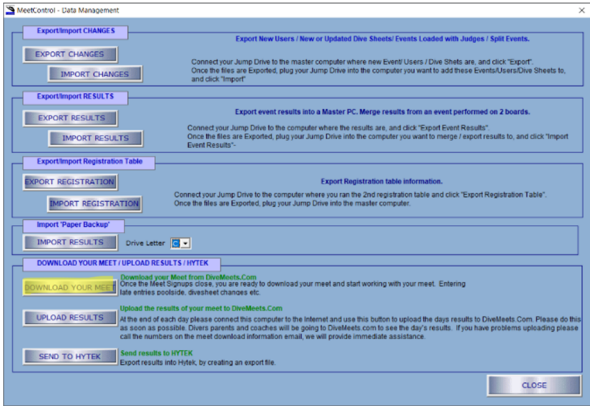 MeetControl - Data Management
Export/Import CHANGES
Export New Users / New or Updated Dive Sheets/ Events Loaded with Judges / Split Events.
EXPORT CHANGES
IMPORT CHANGES
Connect your Jump Drive to the master computer where new Event/ Users / Dive Shets are, and click "Export".
Once the files are Exported, plug your Jump Drive into the computer you want to add these Events/Users/Dive Sheets to,
and click "Import"
Export/Import RESULTS
Export event results into a Master PC. Merge results from an event performed on 2 boards.
EXPORT RESULTS
IMPORT RESULTS
Connect your Jump Drive to the computer where the results are, and click "Export Event Results".
Once the files are Exported, plug your Jump Drive into the computer you want to merge / export results to, and click "Import
Event Results"-
Export/Import Registration Table
EXPORT REGISTRATION
Export Registration table information.
IMPORT REGISTRATION
Connect your Jump Drive to the computer where you ran the 2nd registration table and click "Export Registration Table".
Once the files are Exported, plug your Jump Drive into the master computer.
Import 'Paper Backup'
IMPORT RESULTS
Drive Letter
DOWNLOAD YOUR MEET / UPLOAD RESULTS / HYTEK
Download your Meet from DiveMeets.Com
DOWNLOAD YOUR MEET
Once the Meet Signups close, you are ready to download your meet and start working with your meet. Entering
late entries poolside, divesheet changes etc.
Upload the results of your meet to DiveMeets.Com
UPLOAD RESULTS
At the end of each day please connect this computer to the Internet and use this button to upload the days results to DiveMeets.Com. Please do this
as soon as possible. Divers parents and coaches will be going to DiveMeets.com to see the day's results. If you have problems uploading please
call the numbers on the meet download information email, we will provide immediate assistance.
Send results to HYTEK
SEND TO HYTEK
Export results into Hytek, by creating an export file.
CLOSE